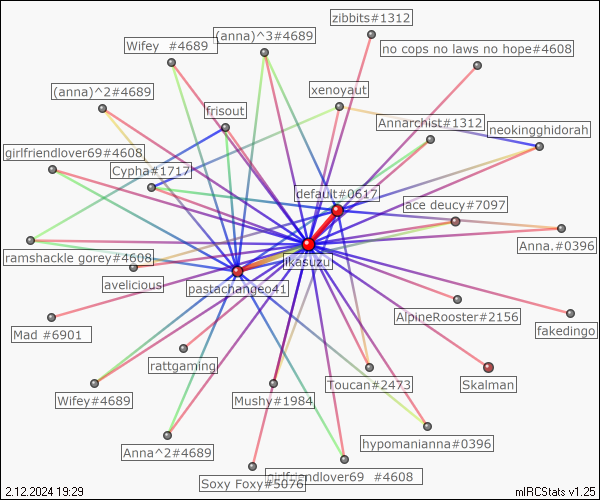 zibbits#1312
(anna)^3#4689
Wifey  #4689
no cops no laws no hope#4608
(anna)^2#4689
xenoyaut
frisout
Annarchist#1312
neokingghidorah
girlfriendlover69#4608
Cypha#1717
default#0617
ace deucy#7097
Anna.#0396
ramshackle gorey#4608
ikasuzu
avelicious
pastachangeo41
AlpineRooster#2156
Mad #6901
fakedingo
rattgaming
Toucan#2473
Skalman
Wifey#4689
Mushy#1984
hypomanianna#0396
Anna^2#4689
girlfriendlover69  #4608
Soxy Foxy#5076
2.12.2024 19:29
mIRCStats v1.25